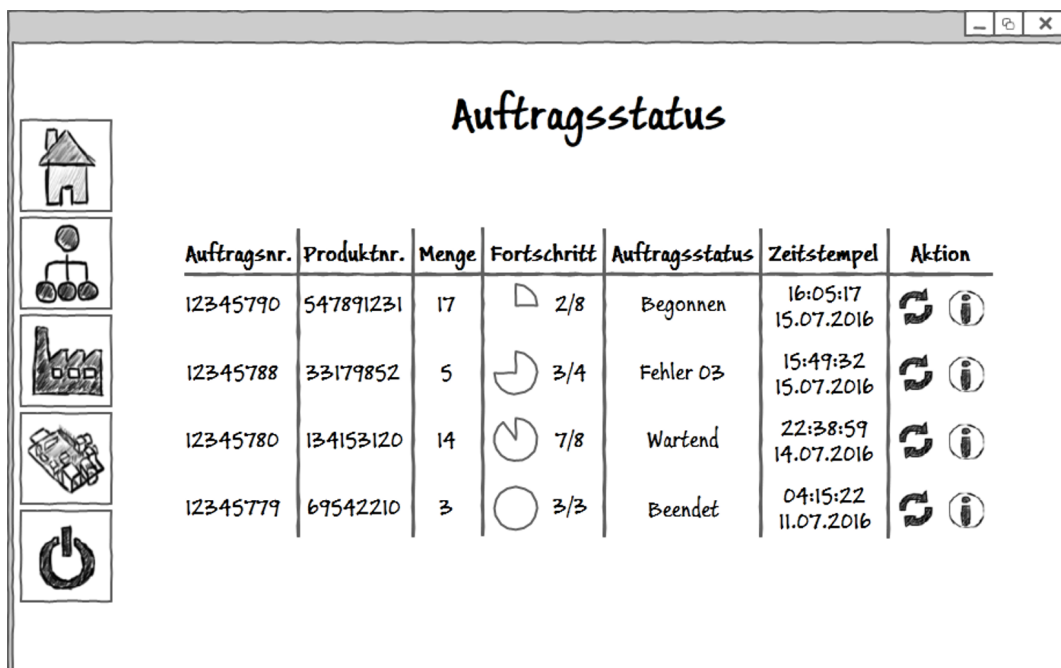 Auftragsstatus
Auftragsnr. Produktnr. Menge Fortschritt Auftragsstatus Zeitstempel Aktion
12345790 547891231 17 2/8 Begonnen 16:05:17
15.07.2016
12345788 33179852 5 3/4 Fehler 03 15:49:32
15.07.2016
12345780 134153120 14 7/8 Wartend 22:38:59
14.07.2016
12345779 69542210 3 3/3 Beendet 04:15:22
11.07.2016